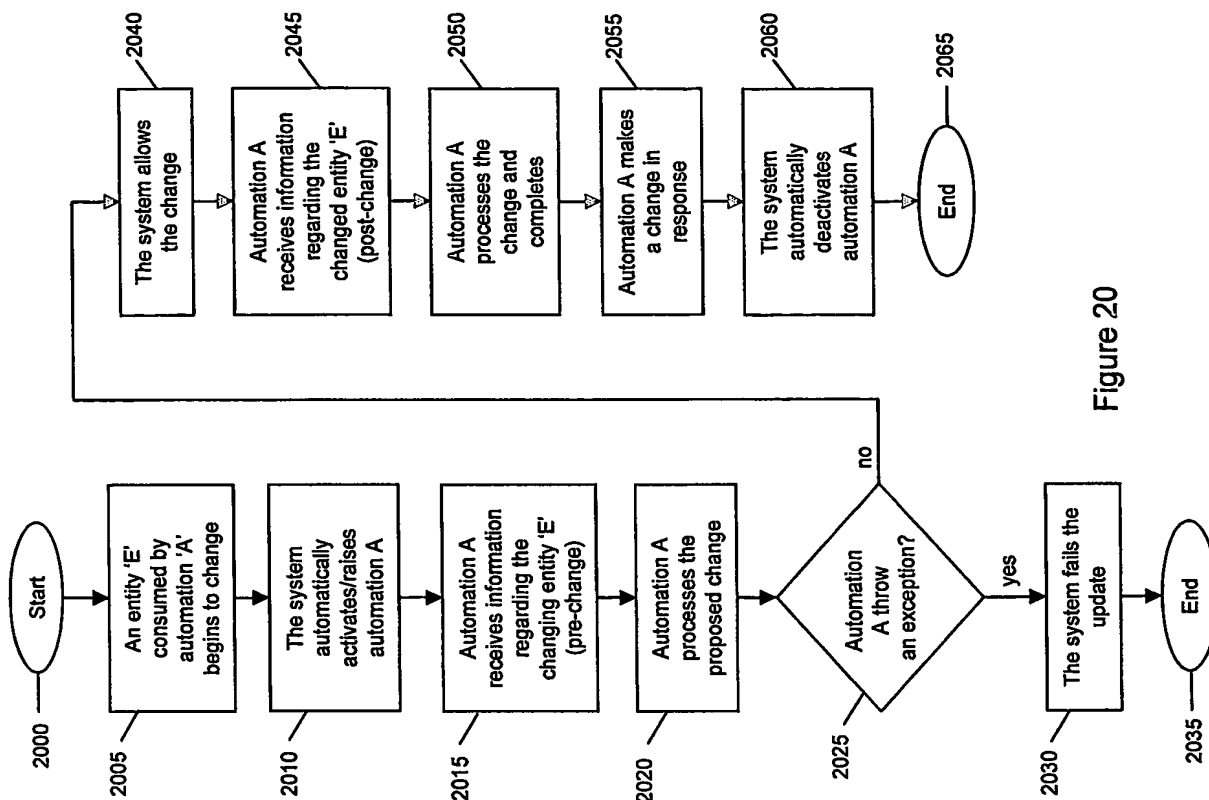 2000
Start
2005
An entity 'E'
consumed by
automation 'A'
begins to change
2010
The system
automatically
activates/raises
automation A
2015
Automation A
receives information
regarding the
changing entity 'E'
(pre-change)
2020
Automation A
processes the
proposed change
2025
Automation
A throw
an exception?
no
yes
2030
The system fails the
update
2035
End
2040
The system allows
the change
2045
Automation A
receives information
regarding the
changed entity 'E'
(post-change)
2050
Automation A
processes the
change and
completes
2055
Automation A makes
a change in
response
2060
The system
automatically
deactivates
automation A
2065
End
Figure 20